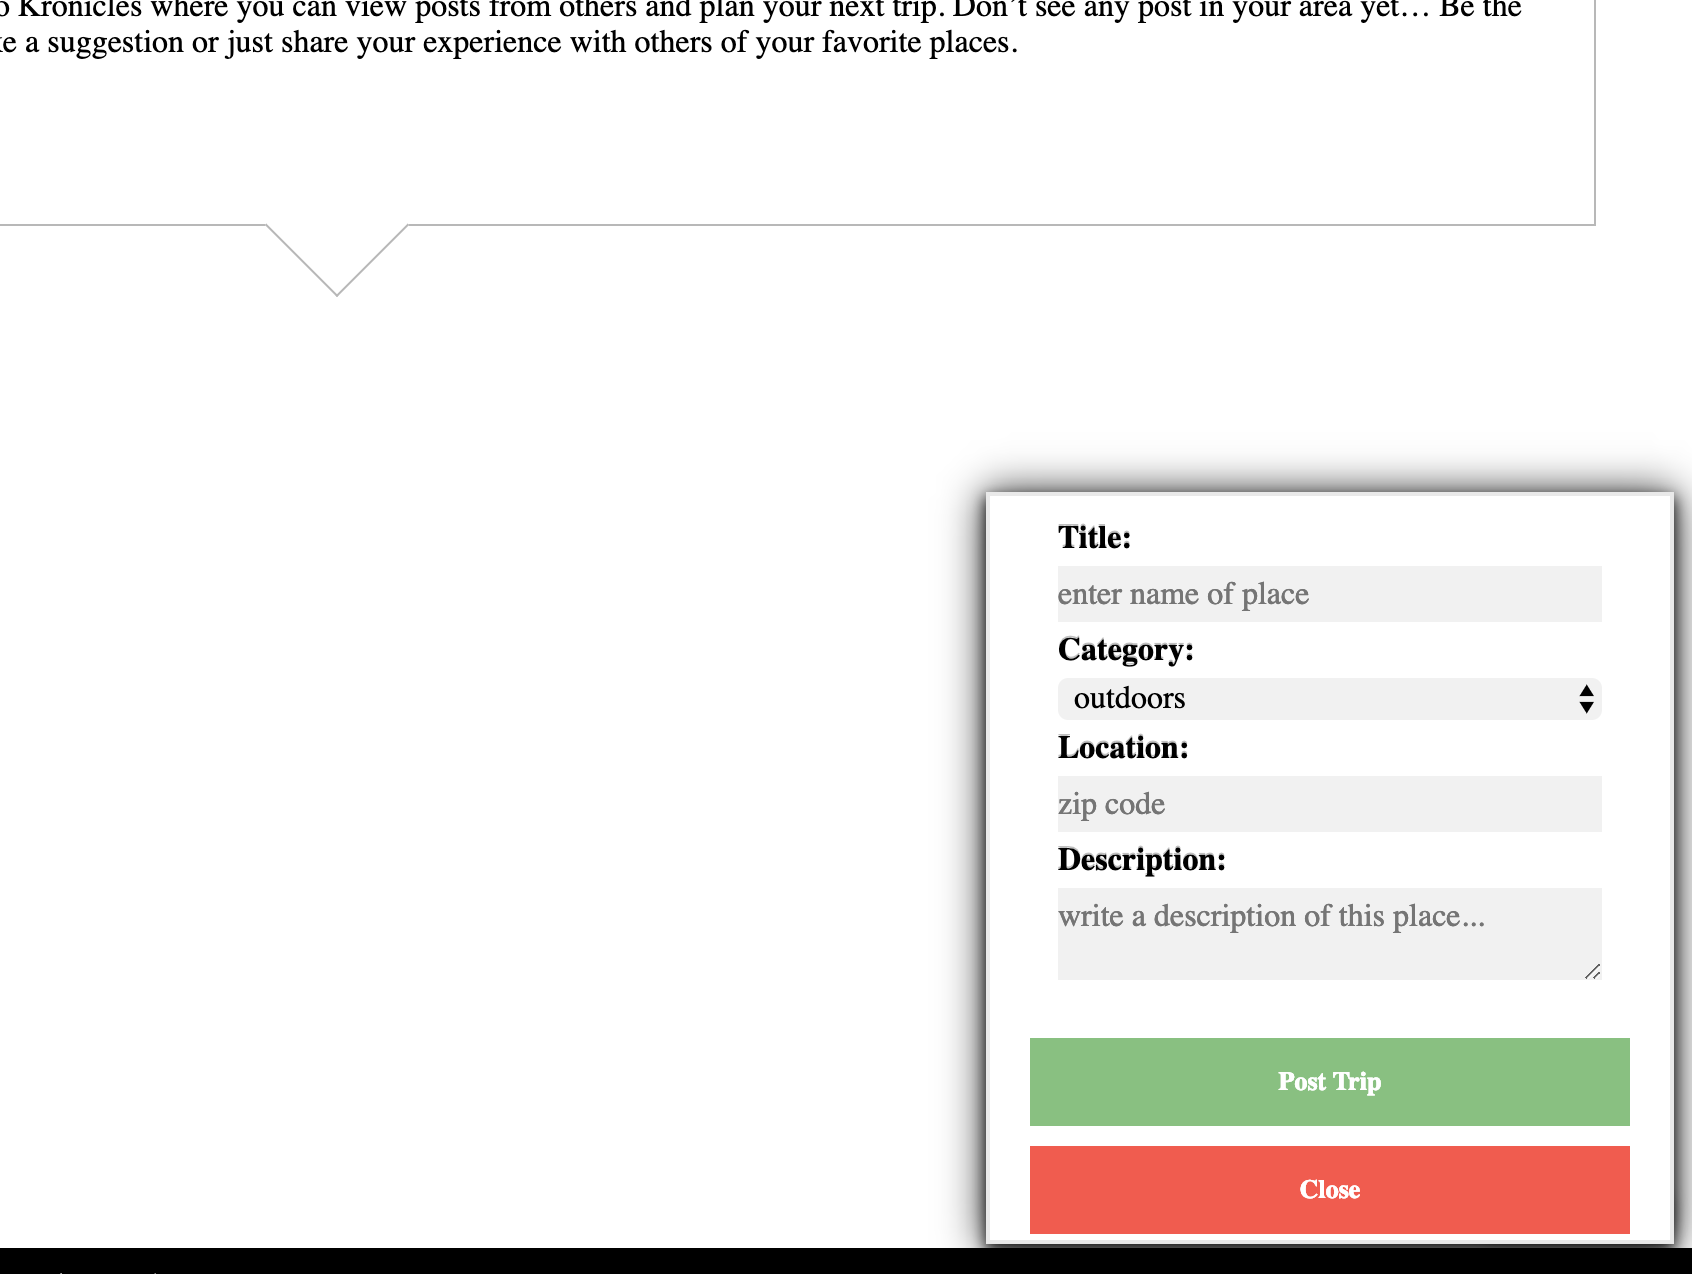 Kronicles where you can view posts from others and plan your next trip. Don't see any post in your area yet… Be the
a suggestion or just share your experience with others of your favorite places.
Title:
enter name of place
Category:
outdoors
Location:
zip code
Description:
write a description of this place...
Post Trip
Close